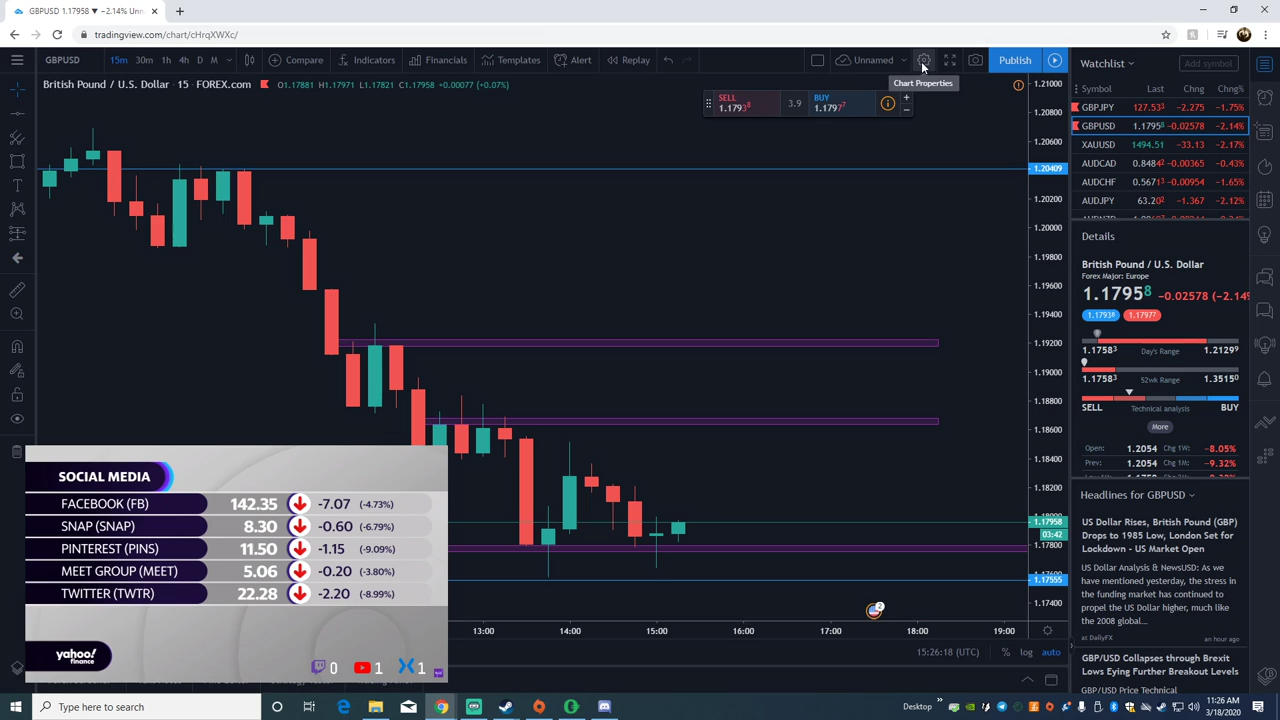 GBPUSD 1.17958 ▼ −2.14% Unn
tradingview.com/chart/cHrqXWXc/
GBPUSD
15m 30m 1h 4h D M
Compare
Indicators
Financials
Templates
Alert
Replay
Unnamed
Publish
Chart Properties
British Pound / U.S. Dollar · 15 · FOREX.com
O1.17881 H1.17971 L1.17821 C1.17958 +0.00077 (+0.07%)
SELL
1.17938
3.9
BUY
1.17977
1.21000
1.20800
1.20600
1.20409
1.20200
1.20000
1.19800
1.19600
1.19400
1.19200
1.19000
1.18800
1.18600
1.18400
1.18200
1.17958
03:42
1.17800
1.17555
1.17400
2
13:00 14:00 15:00 16:00 17:00 18:00 19:00
15:26:18 (UTC) % log auto
Watchlist
Add symbol
Symbol Last Chng Chng%
GBPJPY 127.533 −2.275 −1.75%
GBPUSD 1.17958 −0.02578 −2.14%
XAUUSD 1494.51 −33.13 −2.17%
AUDCAD 0.84842 −0.00365 −0.43%
AUDCHF 0.56713 −0.00954 −1.65%
AUDJPY 63.202 −1.367 −2.12%
Details
British Pound / U.S. Dollar
Forex Major: Europe
1.17958 −0.02578 (−2.14%
1.17938 1.17977
1.17583 Day's Range 1.21299
1.17583 52wk Range 1.35150
SELL Technical analysis BUY
More
Open: 1.2054 Chg 1W: −8.05%
Prev: 1.2054 Chg 1M: −9.32%
Headlines for GBPUSD
US Dollar Rises, British Pound (GBP)
Drops to 1985 Low, London Set for
Lockdown - US Market Open
US Dollar Analysis & NewsUSD: As we
have mentioned yesterday, the stress in
the funding market has continued to
propel the US Dollar higher, much like
the 2008 global...
at DailyFX an hour ago
GBP/USD Collapses through Brexit
Lows Eying Further Breakout Levels
GBP/USD Price Technical
SOCIAL MEDIA
FACEBOOK (FB) 142.35 -7.07 (-4.73%)
SNAP (SNAP) 8.30 -0.60 (-6.79%)
PINTEREST (PINS) 11.50 -1.15 (-9.09%)
MEET GROUP (MEET) 5.06 -0.20 (-3.80%)
TWITTER (TWTR) 22.28 -2.20 (-8.99%)
yahoo!
finance
0 1 1
Type here to search
Desktop
11:26 AM
3/18/2020